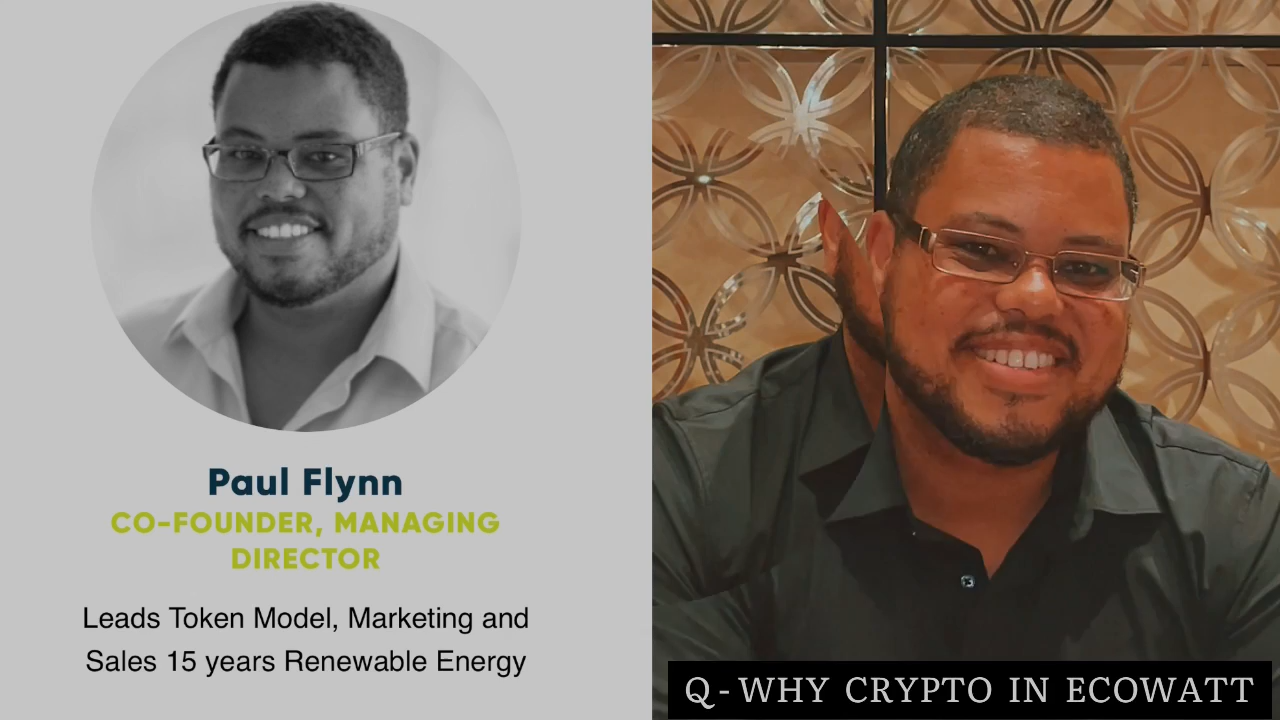 Paul Flynn
CO-FOUNDER, MANAGING
DIRECTOR
Leads Token Model, Marketing and
Sales 15 years Renewable Energy
Q-WHY CRYPTO IN ECOWATT